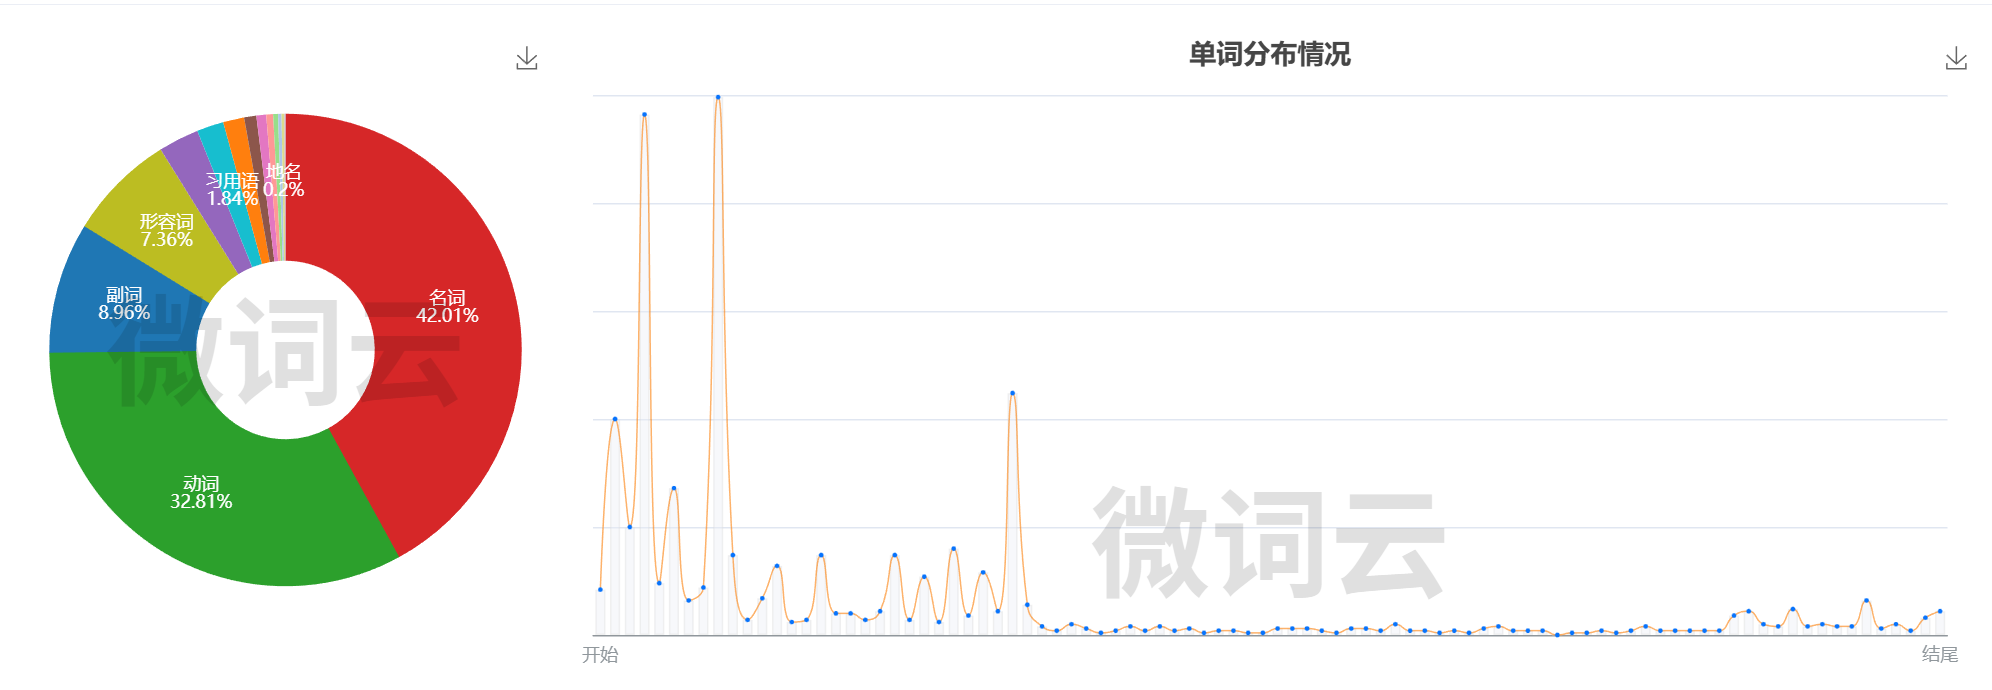 单词分布情况
地名
0.2%
习用语
1.84%
形容词
7.36%
副词
8.96%
名词
42.01%
动词
32.81%
微词云
微词云
开始
结尾